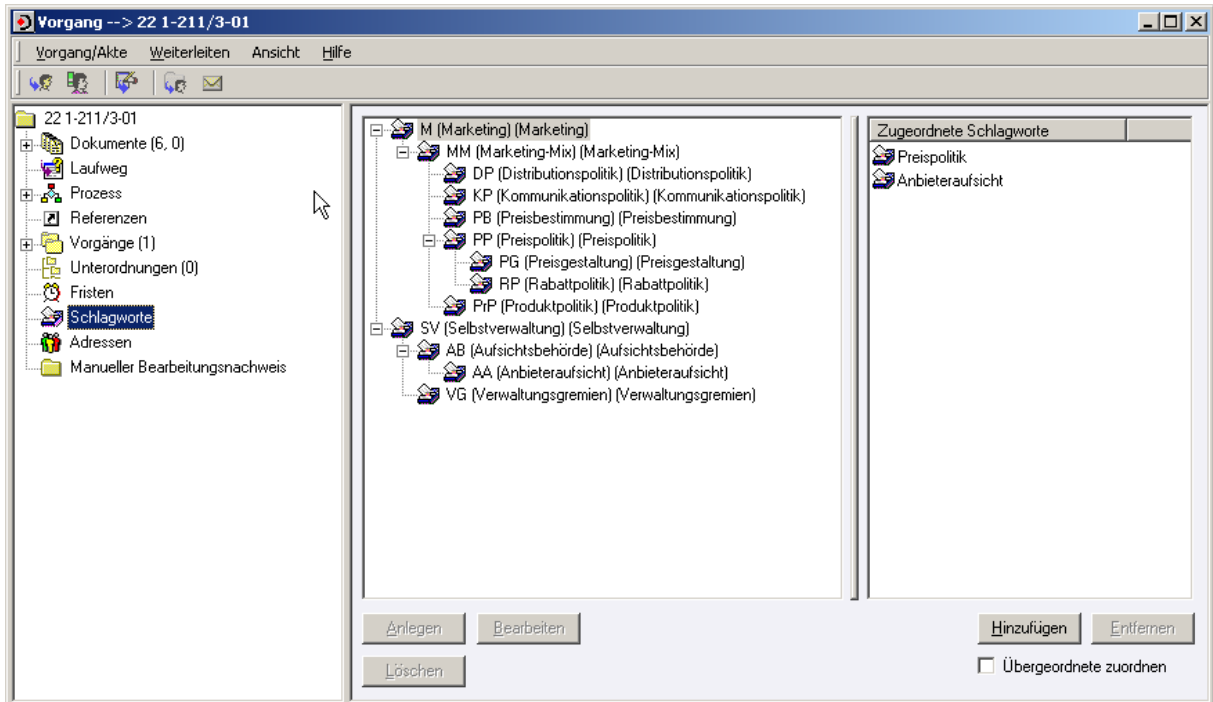 Vorgang --> 22 1-211/3-01
Vorgang/Akte Weiterleiten Ansicht Hilfe
22 1-211/3-01
Dokumente (6, 0)
Laufweg
Prozess
Referenzen
Vorgänge (1)
Unterordnungen (0)
Fristen
Schlagworte
Adressen
Manueller Bearbeitungsnachweis
M (Marketing) (Marketing)
MM (Marketing-Mix) (Marketing-Mix)
DP (Distributionspolitik) (Distributionspolitik)
KP (Kommunikationspolitik) (Kommunikationspolitik)
PB (Preisbestimmung) (Preisbestimmung)
PP (Preispolitik) (Preispolitik)
PG (Preisgestaltung) (Preisgestaltung)
RP (Rabattpolitik) (Rabattpolitik)
PrP (Produktpolitik) (Produktpolitik)
SV (Selbstverwaltung) (Selbstverwaltung)
AB (Aufsichtsbehörde) (Aufsichtsbehörde)
AA (Anbieteraufsicht) (Anbieteraufsicht)
VG (Verwaltungsgremien) (Verwaltungsgremien)
Zugeordnete Schlagworte
Preispolitik
Anbieteraufsicht
Anlegen Bearbeiten
Löschen
Hinzufügen Entfernen
Übergeordnete zuordnen